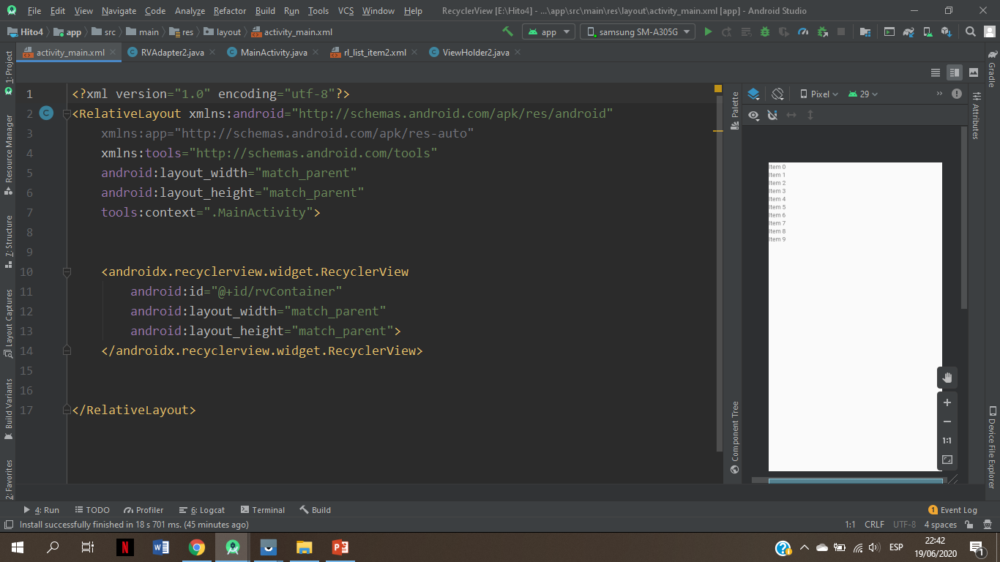 File Edit View Navigate Code Analyze Refactor Build Run Tools VCS Window Help RecyclerView [E:\Hito4] - ...\app\src\main\res\layout\activity_main.xml [app] - Android Studio
Hito4 app src main res layout activity_main.xml app samsung SM-A305G
activity_main.xml RVAdapter2.java MainActivity.java rl_list_item2.xml ViewHolder2.java
1: Project
Resource Manager
7: Structure
Layout Captures
Build Variants
2: Favorites
1 <?xml version="1.0" encoding="utf-8"?>
2 <RelativeLayout xmlns:android="http://schemas.android.com/apk/res/android"
3 xmlns:app="http://schemas.android.com/apk/res-auto"
4 xmlns:tools="http://schemas.android.com/tools"
5 android:layout_width="match_parent"
6 android:layout_height="match_parent"
7 tools:context=".MainActivity">
8
9
10 <androidx.recyclerview.widget.RecyclerView
11 android:id="@+id/rvContainer"
12 android:layout_width="match_parent"
13 android:layout_height="match_parent">
14 </androidx.recyclerview.widget.RecyclerView>
15
16
17 </RelativeLayout>
Palette
Component Tree
Pixel 29 »
Item 0
Item 1
Item 2
Item 3
Item 4
Item 5
Item 6
Item 7
Item 8
Item 9
1:1
Gradle
Attributes
Device File Explorer
4: Run TODO Profiler 6: Logcat Terminal Build 1 Event Log
Install successfully finished in 18 s 701 ms. (45 minutes ago) 1:1 CRLF UTF-8 4 spaces
N W P ? ESP 22:42 1
19/06/2020